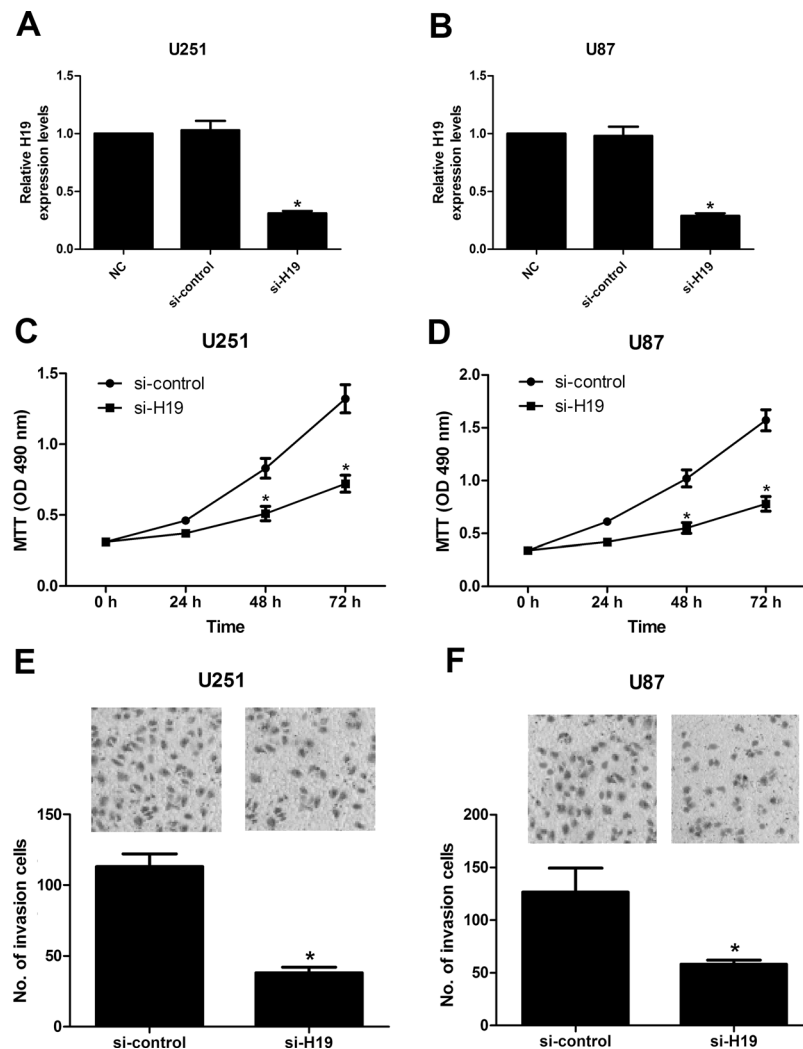 A
U251
Relative H19
expression levels
1.5
1.0
0.5
0.0
*
NC
si-control
si-H19
B
U87
Relative H19
expression levels
1.5
1.0
0.5
0.0
*
NC
si-control
si-H19
C
U251
MTT (OD 490 nm)
1.5
1.0
0.5
0.0
si-control
si-H19
*
*
0 h
24 h
48 h
72 h
Time
D
U87
MTT (OD 490 nm)
2.0
1.5
1.0
0.5
0.0
si-control
si-H19
*
*
0 h
24 h
48 h
72 h
Time
E
U251
No. of invasion cells
150
100
50
0
*
si-control
si-H19
F
U87
No. of invasion cells
200
150
100
50
0
*
si-control
si-H19